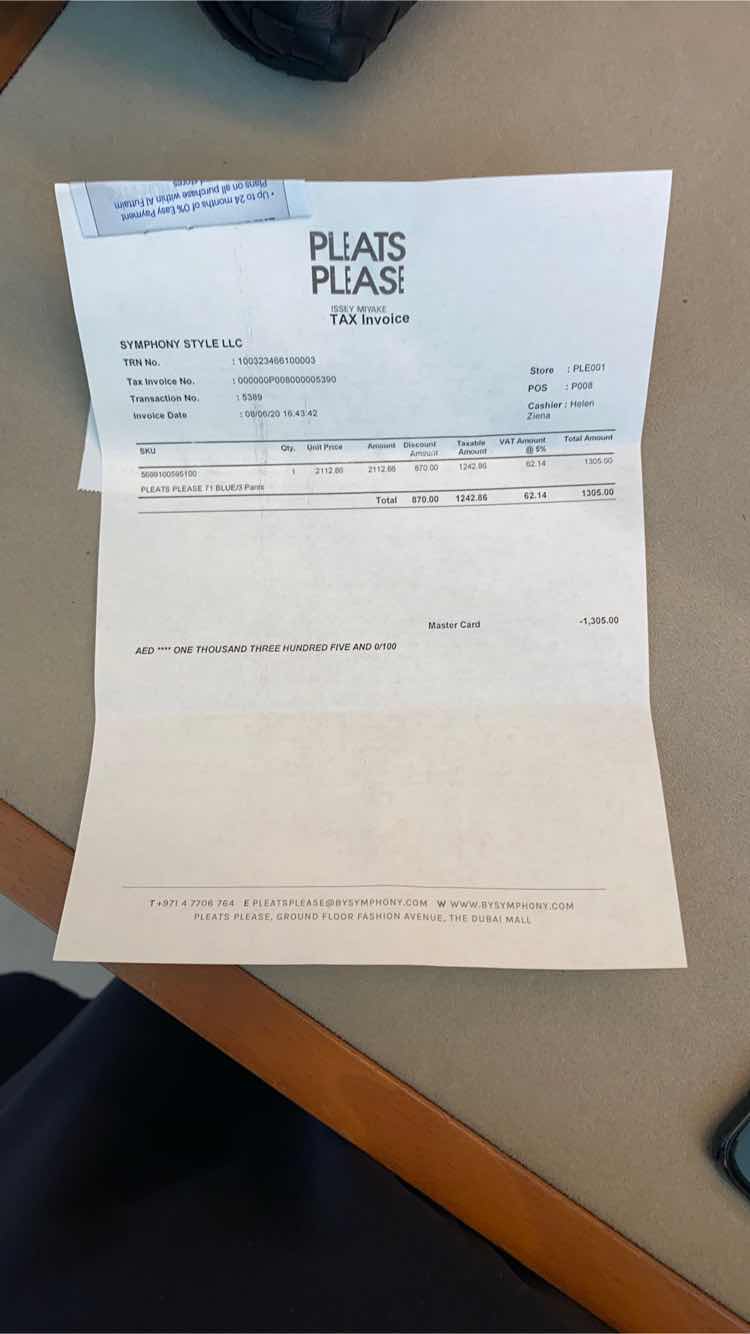 • Up to 24 months of 0% Easy Payment
Plans on all purchase within Al Futtaim
PLEATS
PLEASE
ISSEY MIYAKE
TAX Invoice
SYMPHONY STYLE LLC
TRN No. : 100323466100003
Tax Invoice No. : 000000P008000005390
Transaction No. : 5389
Invoice Date : 08/06/20 16:43:42
Store : PLE001
POS : P008
Cashier : Helen
Ziena
SKU Qty. Unit Price Amount Discount Amount Taxable Amount VAT Amount @ 5% Total Amount
1 2112.86 2112.86 870.00 1242.86 62.14 1305.00
PLEATS PLEASE 71 BLUE/3 Pants
Total 870.00 1242.86 62.14 1305.00
Master Card -1,305.00
AED **** ONE THOUSAND THREE HUNDRED FIVE AND 0/100
T +971 4 7706 764 E PLEATSPLEASE@BYSYMPHONY.COM W WWW.BYSYMPHONY.COM
PLEATS PLEASE, GROUND FLOOR FASHION AVENUE, THE DUBAI MALL